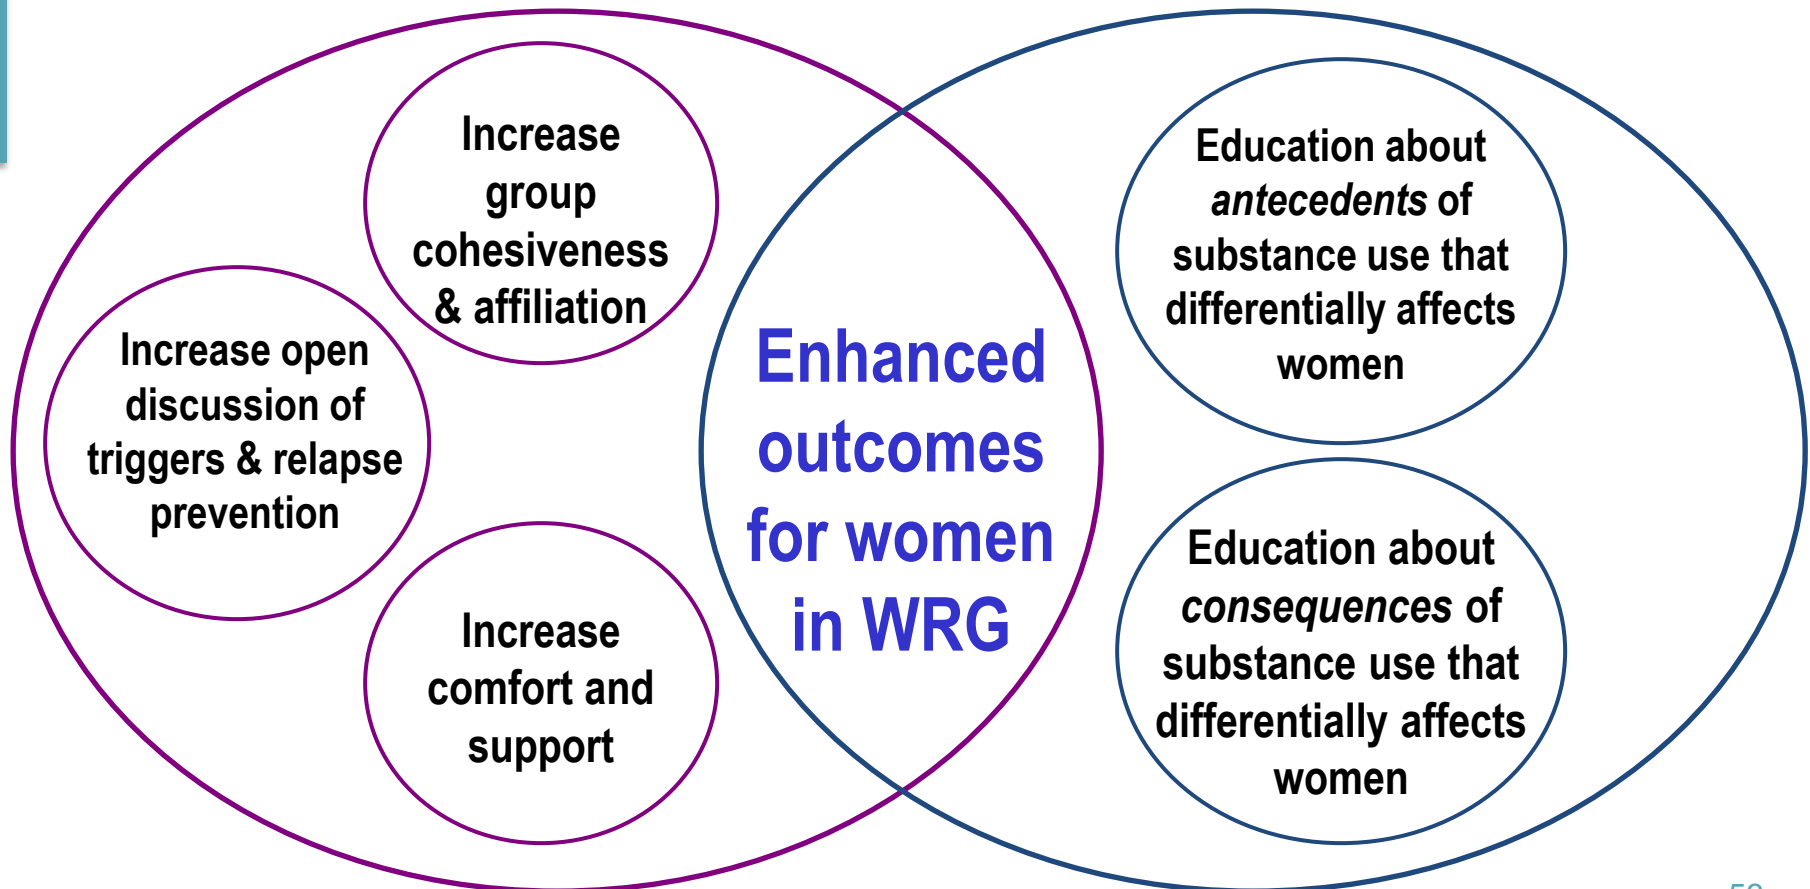 Increase
group
cohesiveness
& affiliation
Increase open
discussion of
triggers & relapse
prevention
Increase
comfort and
support
Enhanced
outcomes
for women
in WRG
Education about
antecedents of
substance use that
differentially affects
women
Education about
consequences of
substance use that
differentially affects
women